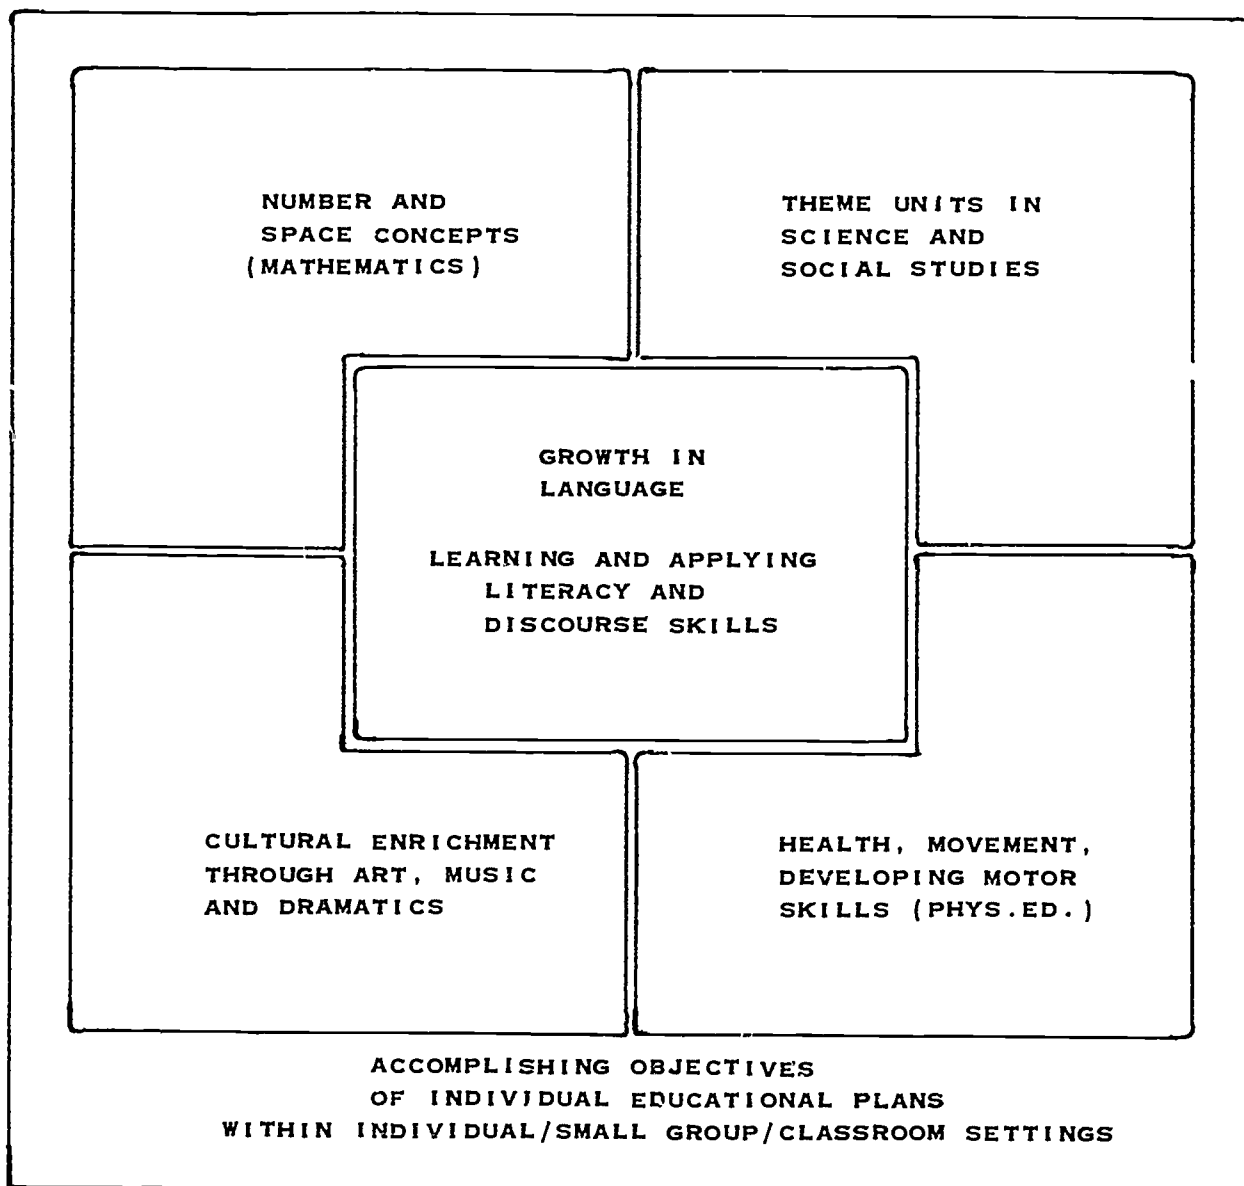 NUMBER AND
SPACE CONCEPTS
(MATHEMATICS)
THEME UNITS IN
SCIENCE AND
SOCIAL STUDIES
GROWTH IN
LANGUAGE
LEARNING AND APPLYING
LITERACY AND
DISCOURSE SKILLS
CULTURAL ENRICHMENT
THROUGH ART, MUSIC
AND DRAMATICS
HEALTH, MOVEMENT,
DEVELOPING MOTOR
SKILLS (PHYS.ED.)
ACCOMPLISHING OBJECTIVES
OF INDIVIDUAL EDUCATIONAL PLANS
WITHIN INDIVIDUAL/SMALL GROUP/CLASSROOM SETTINGS